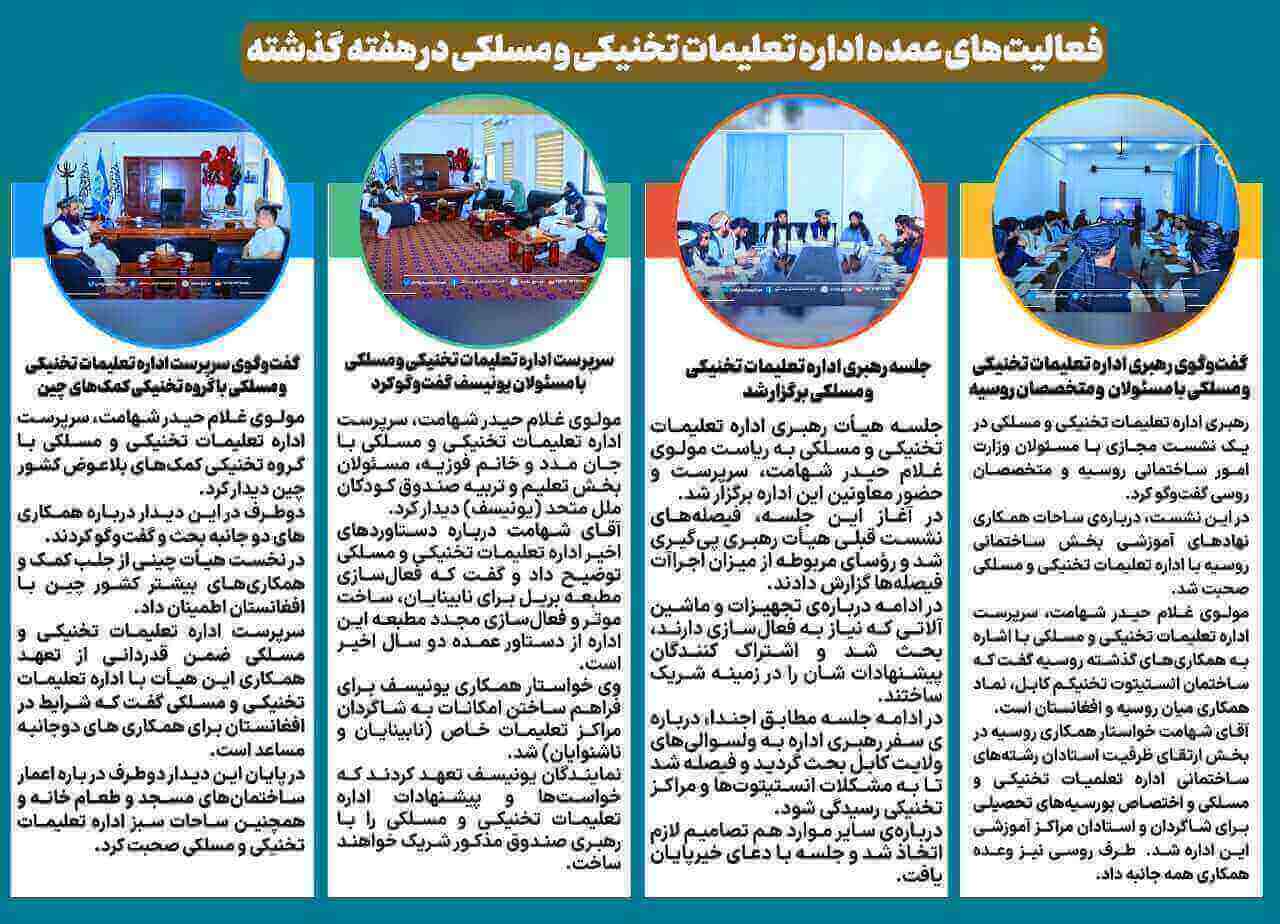 فعالیت‌های عمده اداره تعلیمات تخنیکی و مسلکی در هفته گذشته
گفت‌وگوی رهبری اداره تعلیمات تخنیکی
و مسلکی با مسئولان و متخصصان روسیه
رهبری اداره تعلیمات تخنیکی و مسلکی در
یک نشست مجازی با مسئولان وزارت
امور ساختمانی روسیه و متخصصان
روسی گفت‌وگو کرد.
در این نشست، درباره‌ی ساحات همکاری
نهادهای آموزشی بخش ساختمانی
روسیه با اداره تعلیمات تخنیکی و مسلکی
صحبت شد.
مولوی غلام حیدر شهامت، سرپرست
اداره تعلیمات تخنیکی و مسلکی با اشاره
به همکاری‌های گذشته روسیه گفت که
ساختمان انستیتوت تخنیکم کابل، نماد
همکاری میان روسیه و افغانستان است.
آقای شهامت خواستار همکاری روسیه در
بخش ارتقای ظرفیت استادان رشته‌های
ساختمانی اداره تعلمیات تخنیکی و
مسلکی و اختصاص بورسیه‌های تحصیلی
برای شاگردان و استادان مراکز آموزشی
این اداره شد. طرف روسی نیز وعده
همکاری همه جانبه داد.
جلسه رهبری اداره تعلیمات تخنیکی
و مسلکی برگزار شد
جلسه هیأت رهبری اداره تعلیمات
تخنیکی و مسلکی به ریاست مولوی
غلام حیدر شهامت، سرپرست و
حضور معاونین این اداره برگزار شد.
در آغاز این جلسه، فیصله‌های
نشست قبلی هیأت رهبری پی‌گیری
شد و رؤسای مربوطه از میزان اجراآت
فیصله‌ها گزارش دادند.
در ادامه درباره‌ی تجهیزات و ماشین
آلاتی که نیاز به فعال‌سازی دارند،
بحث شد و اشتراک کنندگان
پیشنهادات شأن را در زمینه شریک
ساختند.
در ادامه جلسه مطابق اجندا، درباره
ی سفر رهبری اداره به ولسوالی‌های
ولایت کابل بحث گردید و فیصله شد
تا به مشکلات انستیتوت‌ها و مراکز
تخنیکی رسیدگی شود.
درباره‌ی سایر موارد هم تصامیم لازم
اتخاذ شد و جلسه با دعای خیر پایان
یافت.
سرپرست اداره تعلیمات تخنیکی و مسلکی
با مسئولان یونیسف گفت‌وگو کرد
مولوی غلام حیدر شهامت، سرپرست
اداره تعلیمات تخنیکی و مسلکی با
جان مدد و خانم فوزیه، مسئولان
بخش تعلیم و تربیه صندوق کودکان
ملل متحد (یونیسف) دیدار کرد.
آقای شهامت درباره دستاوردهای
اخیر اداره تعلیمات تخنیکی و مسلکی
توضیح داد و گفت که فعال‌سازی
مطبعه بریل برای نابینایان، ساخت
موتر و فعال‌سازی مجدد مطبعه این
اداره از دستاور عمده دو سال اخیر
است.
وی خواستار همکاری یونیسف برای
فراهم ساختن امکانات به شاگردان
مراکز تعلیمات خاص (نابینایان و
ناشنوایان) شد.
نمایندگان یونیسف تعهد کردند که
خواست‌ها و پیشنهادات اداره
تعلیمات تخنیکی و مسلکی را با
رهبری صندوق مذکور شریک خواهند
ساخت.
گفت‌وگوی سرپرست اداره تعلیمات تخنیکی
و مسلکی با گروه تخنیکی کمک‌های چین
مولوی غلام حیدر شهامت، سرپرست
اداره تعلیمات تخنیکی و مسلکی با
گروه تخنیکی کمک‌های بلاعوض کشور
چین دیدار کرد.
دوطرف در این دیدار درباره همکاری
های دو جانبه بحث و گفت‌وگو کردند.
در نخست هیأت چینی از جلب کمک و
همکاری‌های بیشتر کشور چین با
افغانستان اطمینان داد.
سرپرست اداره تعلیمات تخنیکی و
مسلکی ضمن قدردانی از تعهد
همکاری این هیأت با اداره تعلیمات
تخنیکی و مسلکی گفت که شرایط در
افغانستان برای همکاری های دوجانبه
مساعد است.
در پایان این دیدار دوطرف در باره اعمار
ساختمان‌های مسجد و طعام خانه و
همچنین ساحات سبز اداره تعلیمات
تخنیکی و مسلکی صحبت کرد.